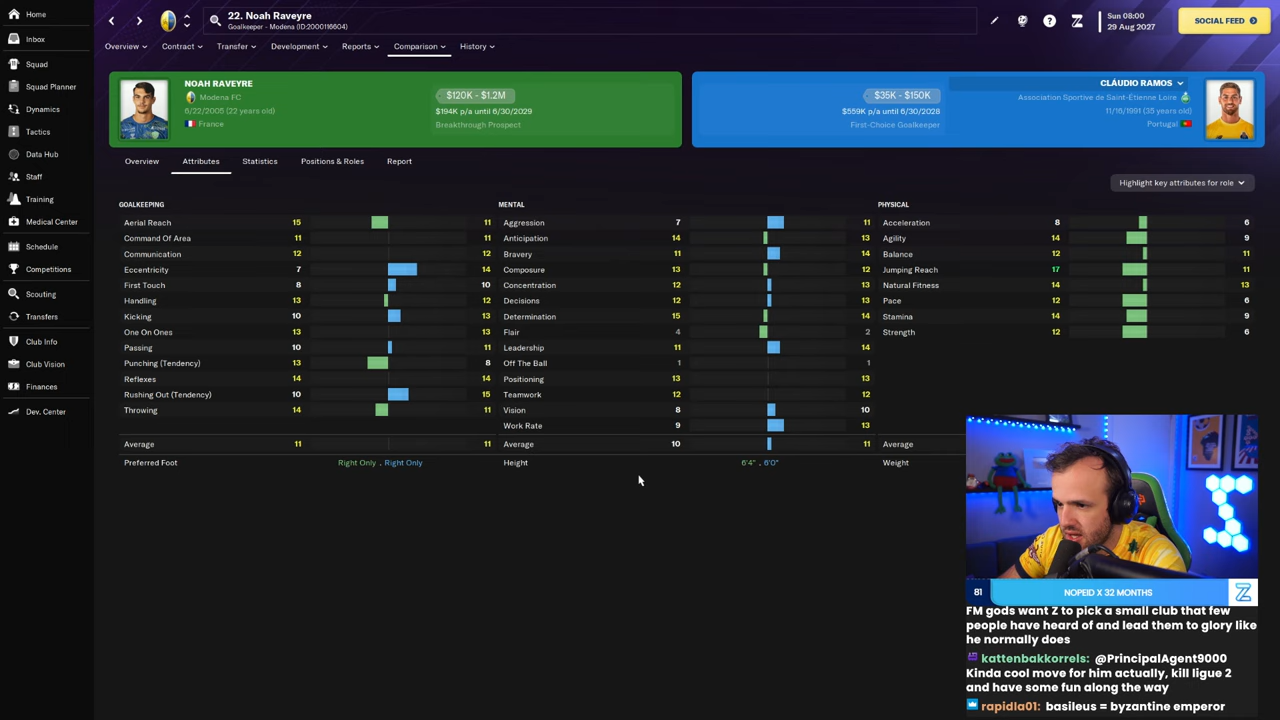 Home
Inbox
Squad
Squad Planner
Dynamics
Tactics
Data Hub
Staff
Training
Medical Center
Schedule
Competitions
Scouting
Transfers
Club Info
Club Vision
Finances
Dev. Center
22. Noah Raveyre
Goalkeeper - Modena (ID:2000116604)
Sun 08:00
29 Aug 2027
SOCIAL FEED
Overview Contract Transfer Development Reports Comparison History
NOAH RAVEYRE
Modena FC
6/22/2005 (22 years old)
France
$120K - $1.2M
$194K p/a until 6/30/2029
Breakthrough Prospect
$35K - $150K
$559K p/a until 6/30/2028
First-Choice Goalkeeper
CLÁUDIO RAMOS
Association Sportive de Saint-Étienne Loire
11/16/1991 (35 years old)
Portugal
Overview Attributes Statistics Positions & Roles Report
Highlight key attributes for role
GOALKEEPING
Aerial Reach 15 11
Command Of Area 11 11
Communication 12 12
Eccentricity 7 14
First Touch 8 10
Handling 13 12
Kicking 10 13
One On Ones 13 13
Passing 10 11
Punching (Tendency) 13 8
Reflexes 14 14
Rushing Out (Tendency) 10 15
Throwing 14 11
Average 11 11
Preferred Foot Right Only , Right Only
MENTAL
Aggression 7 11
Anticipation 14 13
Bravery 11 14
Composure 13 12
Concentration 12 13
Decisions 12 13
Determination 15 14
Flair 4 2
Leadership 11 14
Off The Ball 1 1
Positioning 13 13
Teamwork 12 12
Vision 8 10
Work Rate 9 13
Average 10 11
Height 6'4" , 6'0"
PHYSICAL
Acceleration 8 6
Agility 14 9
Balance 12 11
Jumping Reach 17 11
Natural Fitness 14 13
Pace 12 6
Stamina 14 9
Strength 12 6
Average
Weight
81 NOPEID X 32 MONTHS
FM gods want Z to pick a small club that few
people have heard of and lead them to glory like
he normally does
kattenbakkorrels: @PrincipalAgent9000
Kinda cool move for him actually, kill ligue 2
and have some fun along the way
rapidla01: basileus = byzantine emperor